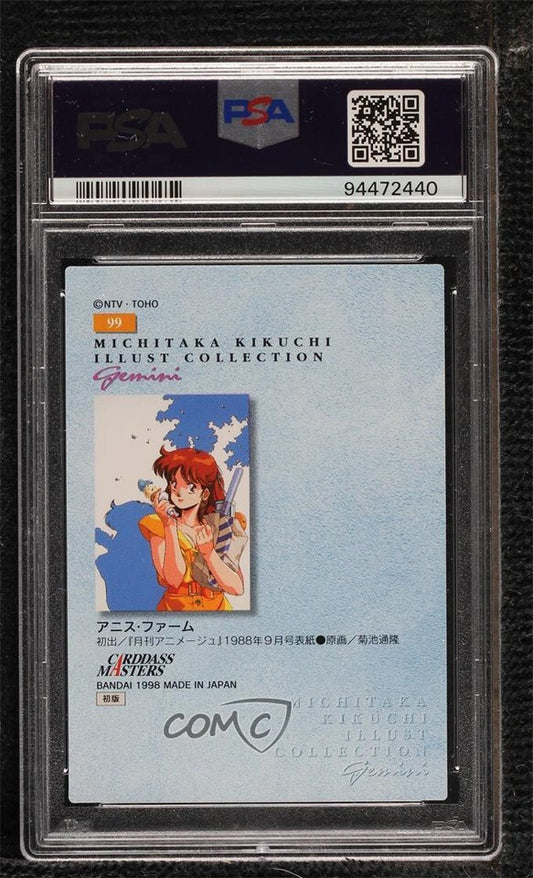 PSA
PSA
94472440
©NTV・TOHO
99
MICHITAKA KIKUCHI
ILLUST COLLECTION
Gemini
アニス・ファーム
初出／『月刊アニメージュ』1988年9月号表紙●原画／菊池通隆
CARDDASS
MASTERS
BANDAI 1998 MADE IN JAPAN
初版
COMC
MICHITAKA
KIKUCHI
ILLUST
COLLECTION
Gemini